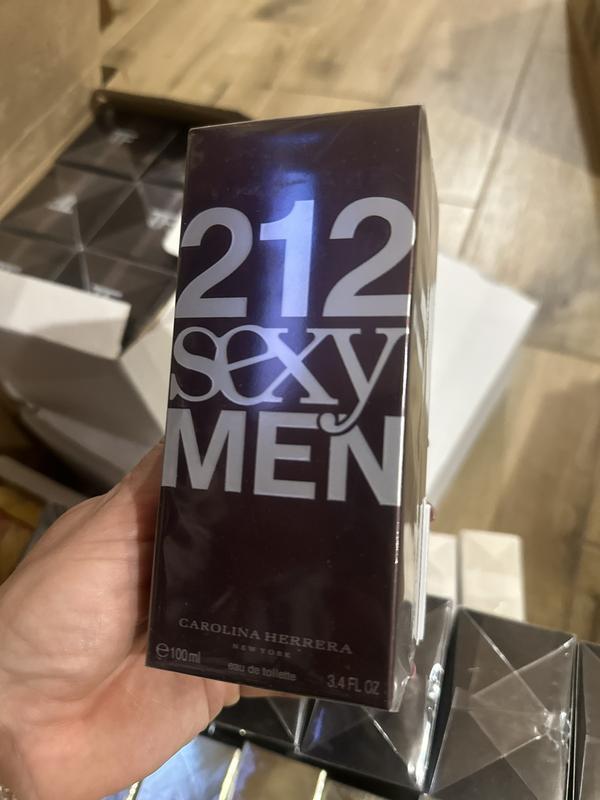 212
sexy
MEN
CAROLINA HERRERA
NEW YORK
℮100 ml
eau de toilette
3.4 FL OZ